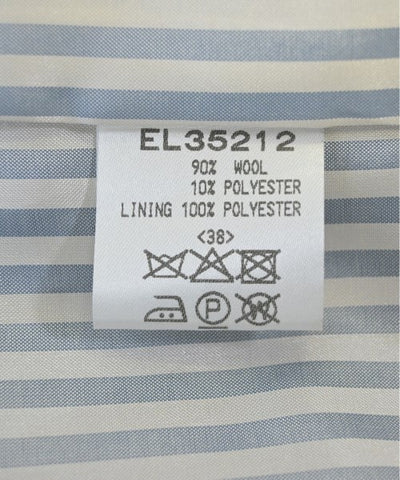 EL35212
90% WOOL
10% POLYESTER
LINING 100% POLYESTER
<38>
P
W